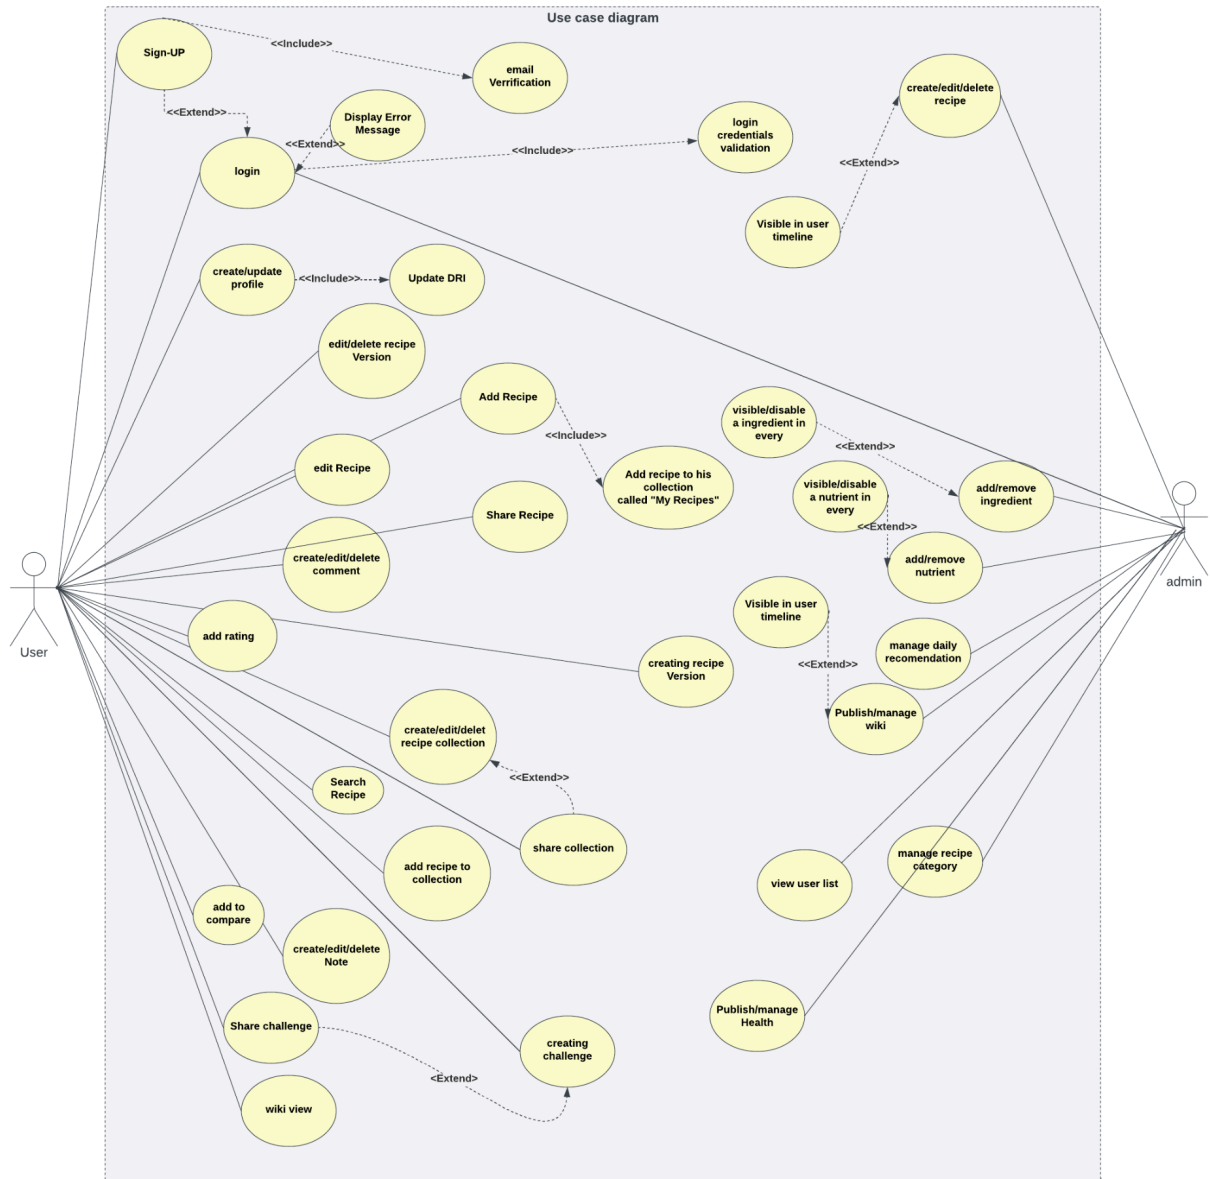 Use case diagram
Sign-UP
<<Include>>
email
Verrification
<<Extend>>
Display Error
Message
<<Extend>>
login
<<Include>>
login
credentials
validation
create/edit/delete
recipe
<<Extend>>
Visible in user
timeline
create/update
profile
<<Include>>
Update DRI
edit/delete recipe
Version
Add Recipe
<<Include>>
edit Recipe
Add recipe to his
collection
called "My Recipes"
Share Recipe
visible/disable
a ingredient in
every
<<Extend>>
visible/disable
a nutrient in
every
<<Extend>>
add/remove
ingredient
add/remove
nutrient
create/edit/delete
comment
User
admin
add rating
creating recipe
Version
Visible in user
timeline
<<Extend>>
manage daily
recomendation
Publish/manage
wiki
create/edit/delet
recipe collection
<<Extend>>
Search
Recipe
share collection
add recipe to
collection
view user list
manage recipe
category
add to
compare
create/edit/delete
Note
Share challenge
<Extend>
creating
challenge
Publish/manage
Health
wiki view